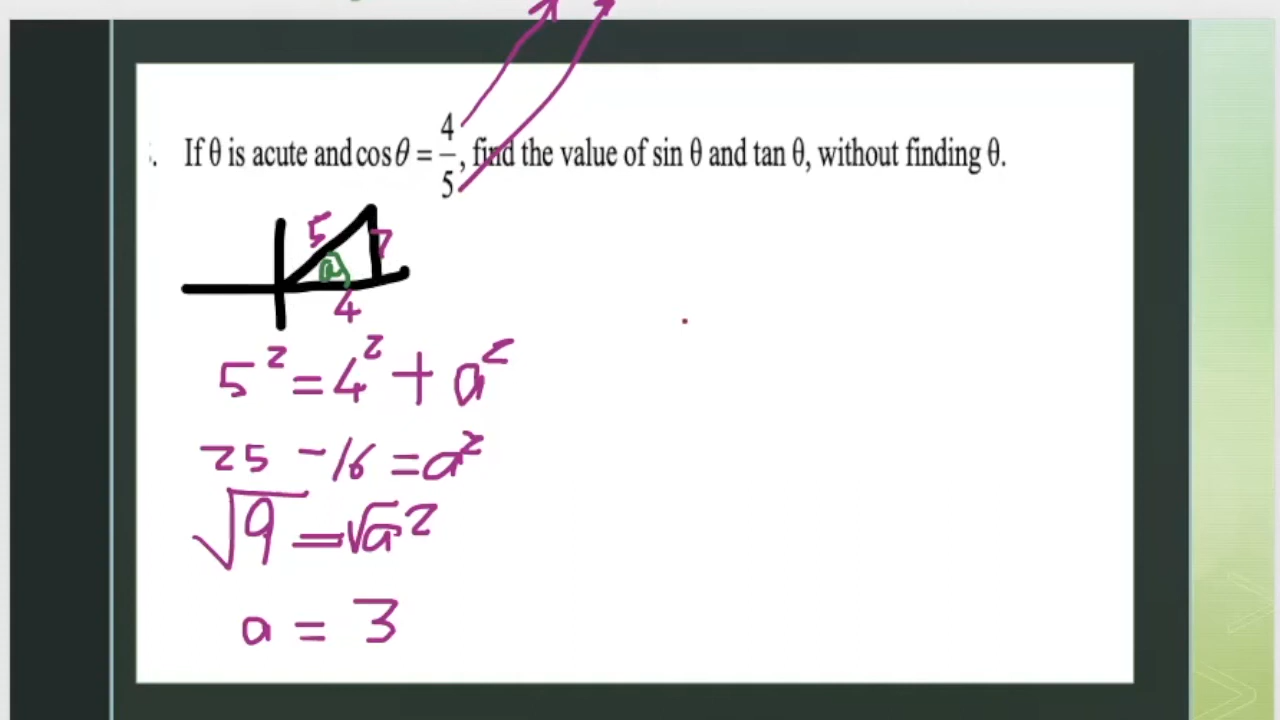 . If θ is acute and cos θ = 4/5, find the value of sin θ and tan θ, without finding θ.
5
7
a
4
5² = 4² + a²
25 - 16 = a²
√9 = √a²
a = 3